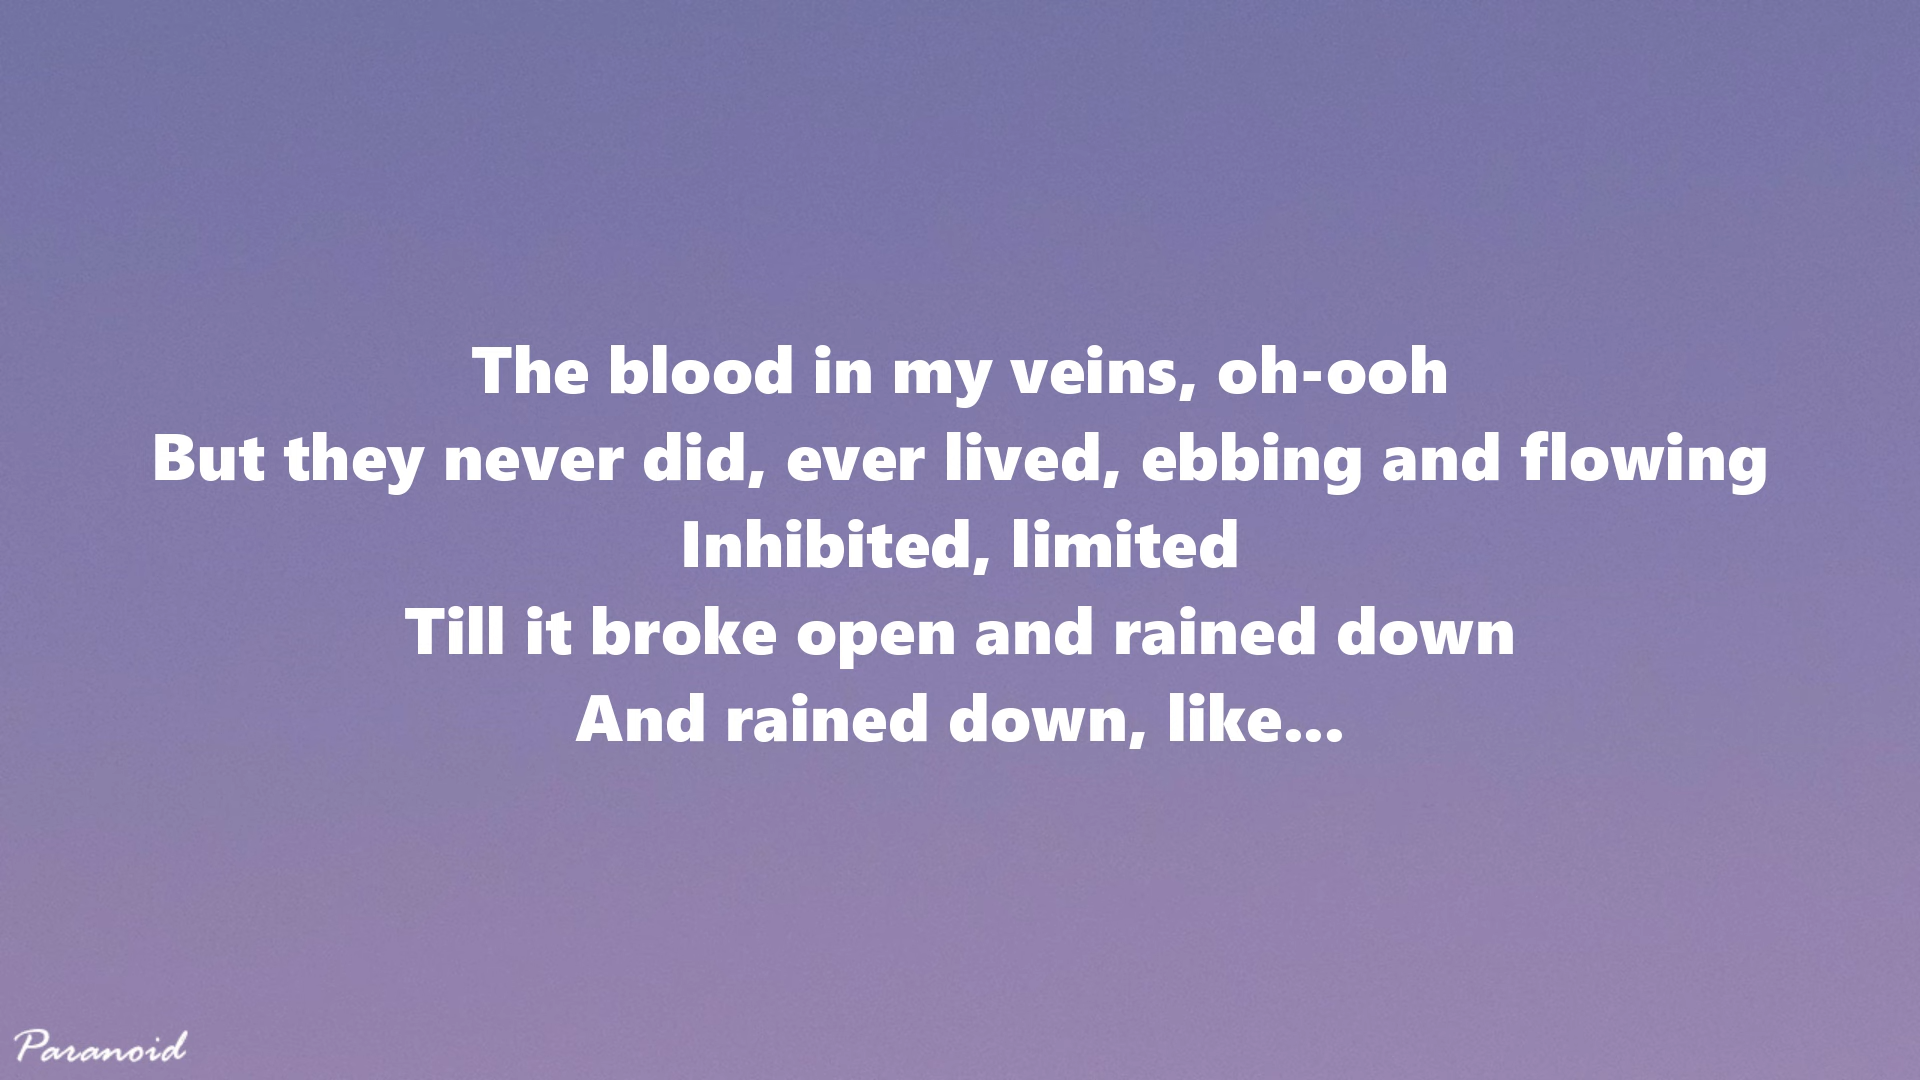 The blood in my veins, oh-ooh
But they never did, ever lived, ebbing and flowing
Inhibited, limited
Till it broke open and rained down
And rained down, like...
Paranoid